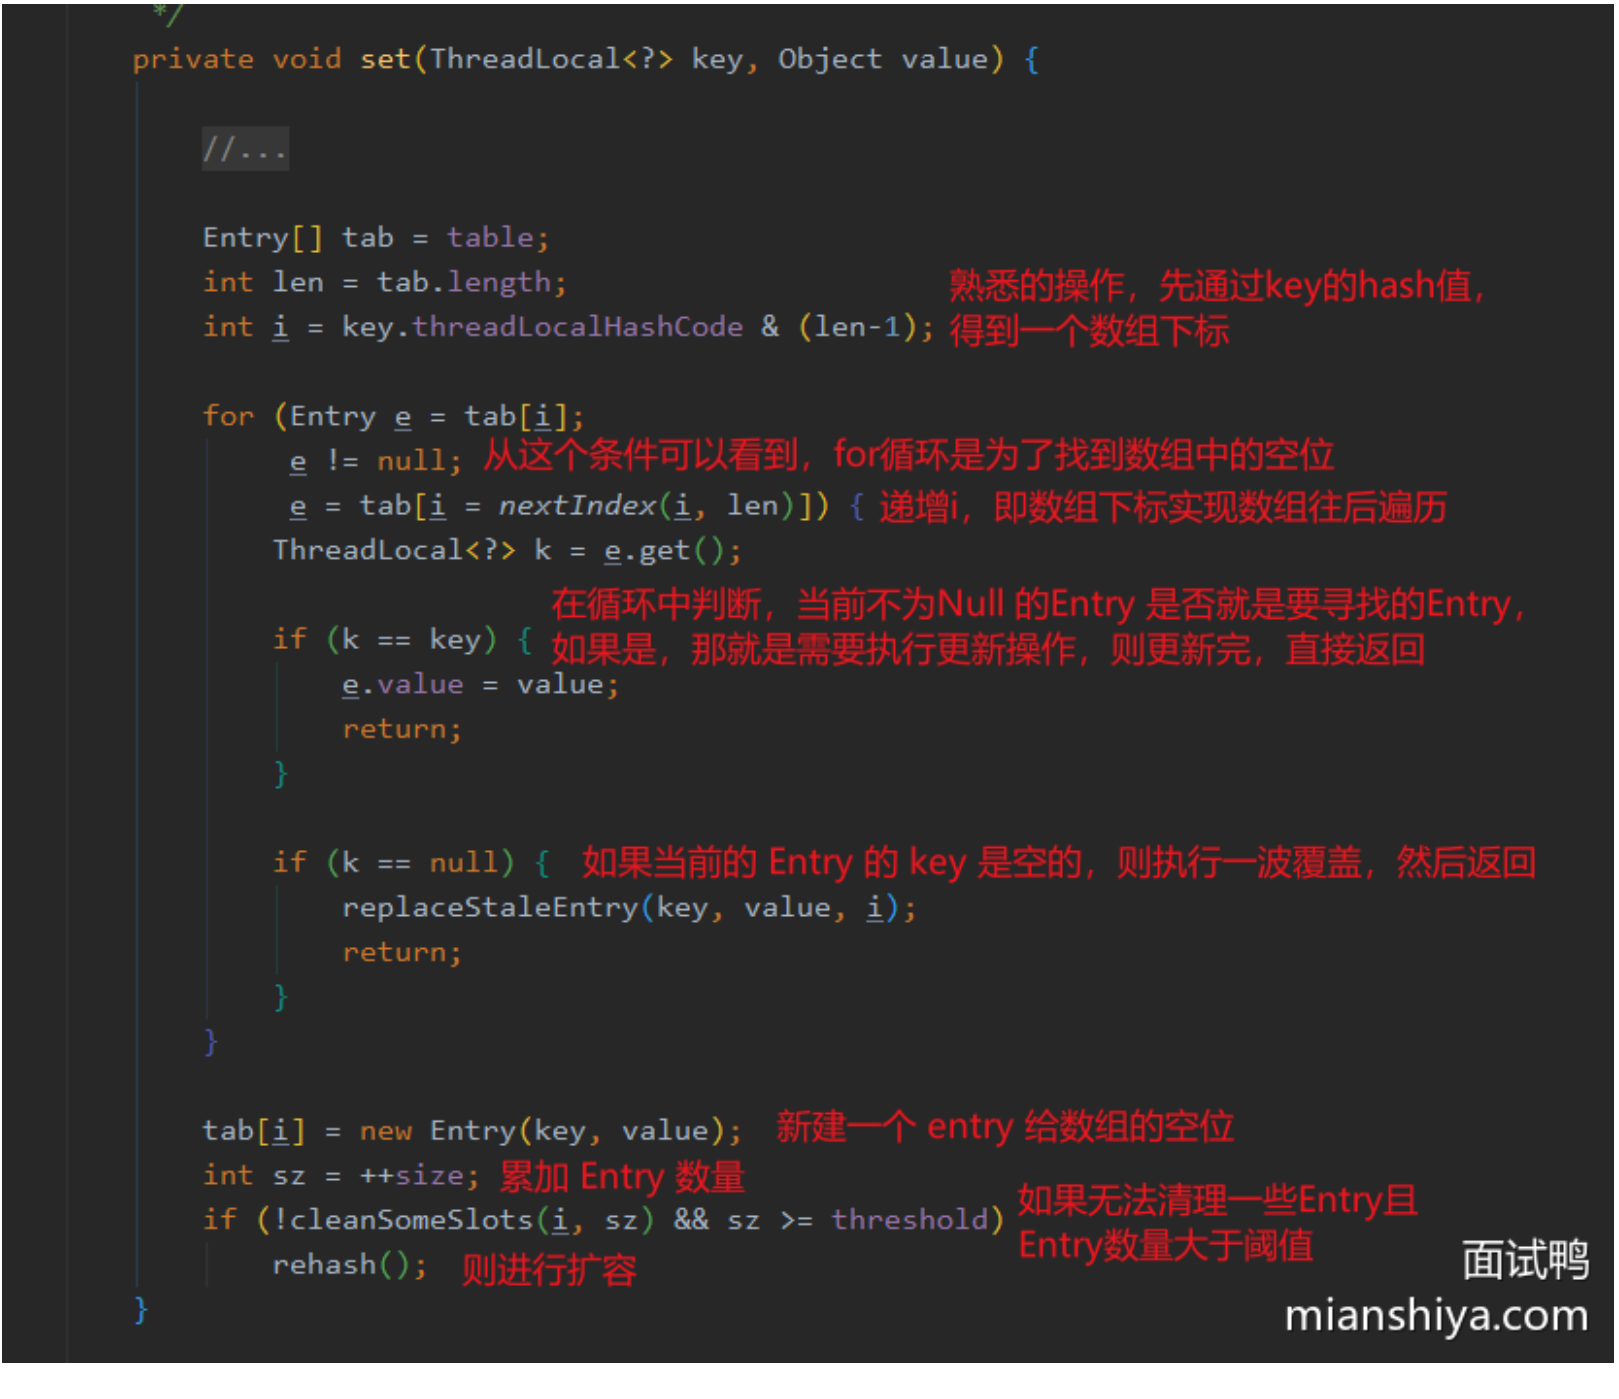 */
private void set(ThreadLocal<?> key, Object value) {
//...
Entry[] tab = table;
int len = tab.length;
熟悉的操作，先通过key的hash值，
int i = key.threadLocalHashCode & (len-1);
得到一个数组下标
for (Entry e = tab[i];
e != null; 从这个条件可以看到，for循环是为了找到数组中的空位
e = tab[i = nextIndex(i, len)]) { 递增i，即数组下标实现数组往后遍历
ThreadLocal<?> k = e.get();
在循环中判断，当前不为Null 的Entry 是否就是要寻找的Entry，
if (k == key) {
如果是，那就是需要执行更新操作，则更新完，直接返回
e.value = value;
return;
}
if (k == null) { 如果当前的 Entry 的 key 是空的，则执行一波覆盖，然后返回
replaceStaleEntry(key, value, i);
return;
}
}
tab[i] = new Entry(key, value); 新建一个 entry 给数组的空位
int sz = ++size; 累加 Entry 数量
如果无法清理一些Entry且
if (!cleanSomeSlots(i, sz) && sz >= threshold)
Entry数量大于阈值
rehash(); 则进行扩容
}
面试鸭
mianshiya.com